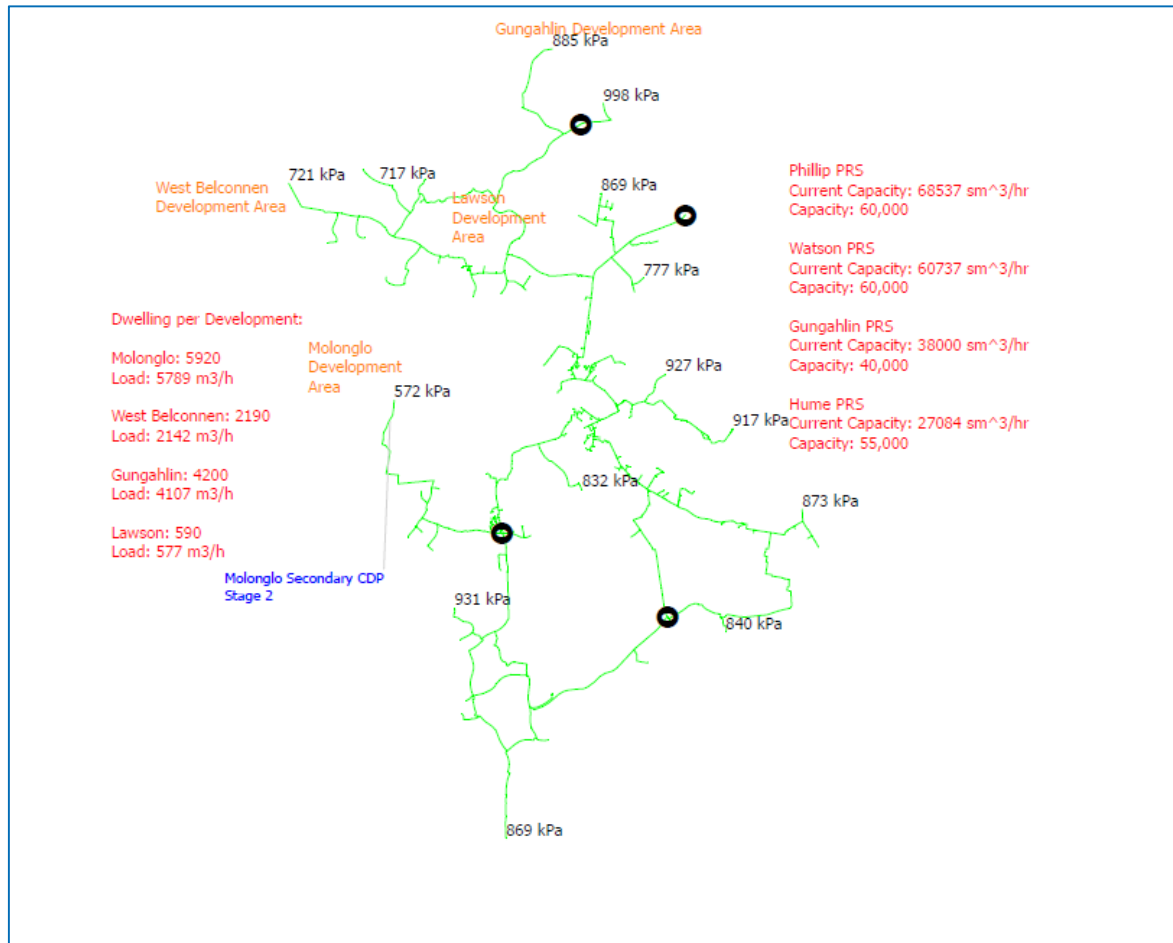 Gungahlin Development Area
885 kPa
998 kPa
721 kPa
717 kPa
869 kPa
West Belconnen
Development Area
Lawson
Development
Area
777 kPa
Phillip PRS
Current Capacity: 68537 sm^3/hr
Capacity: 60,000
Watson PRS
Current Capacity: 60737 sm^3/hr
Capacity: 60,000
Gungahlin PRS
Current Capacity: 38000 sm^3/hr
Capacity: 40,000
Hume PRS
Current Capacity: 27084 sm^3/hr
Capacity: 55,000
Dwelling per Development:
Molonglo: 5920
Load: 5789 m3/h
West Belconnen: 2190
Load: 2142 m3/h
Gungahlin: 4200
Load: 4107 m3/h
Lawson: 590
Load: 577 m3/h
Molonglo
Development
Area
572 kPa
927 kPa
917 kPa
832 kPa
873 kPa
Molonglo Secondary CDP
Stage 2
931 kPa
840 kPa
869 kPa